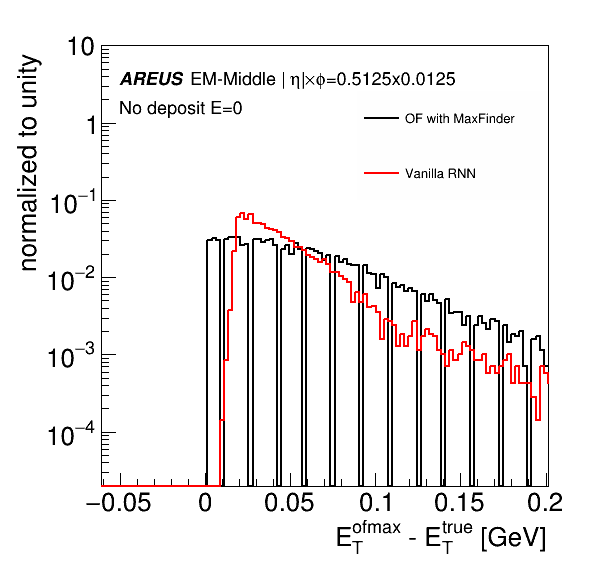 10
AREUS EM-Middle | η|×ϕ=0.5125x0.0125
No deposit E=0
OF with MaxFinder
1
Vanilla RNN
10⁻¹
10⁻²
10⁻³
10⁻⁴
normalized to unity
−0.05 0 0.05 0.1 0.15 0.2
E_T^ofmax - E_T^true [GeV]